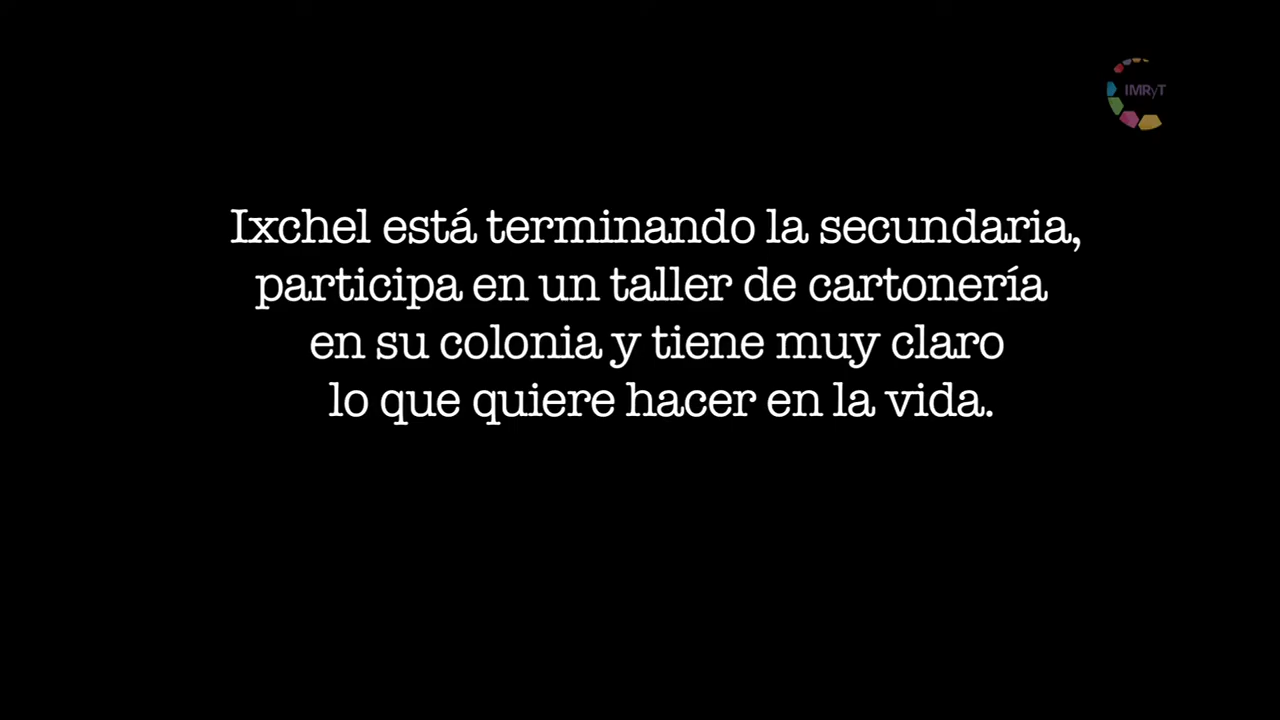 IMRyT
Ixchel está terminando la secundaria,
participa en un taller de cartonería
en su colonia y tiene muy claro
lo que quiere hacer en la vida.